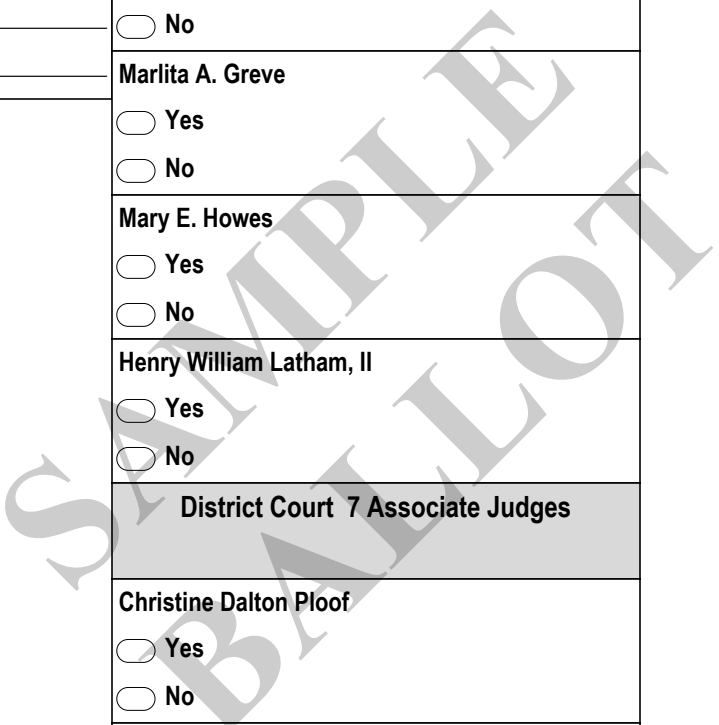 No
Marlita A. Greve
Yes
No
Mary E. Howes
Yes
No
Henry William Latham, II
Yes
No
District Court 7 Associate Judges
Christine Dalton Ploof
Yes
No
SAMPLE
BALLOT